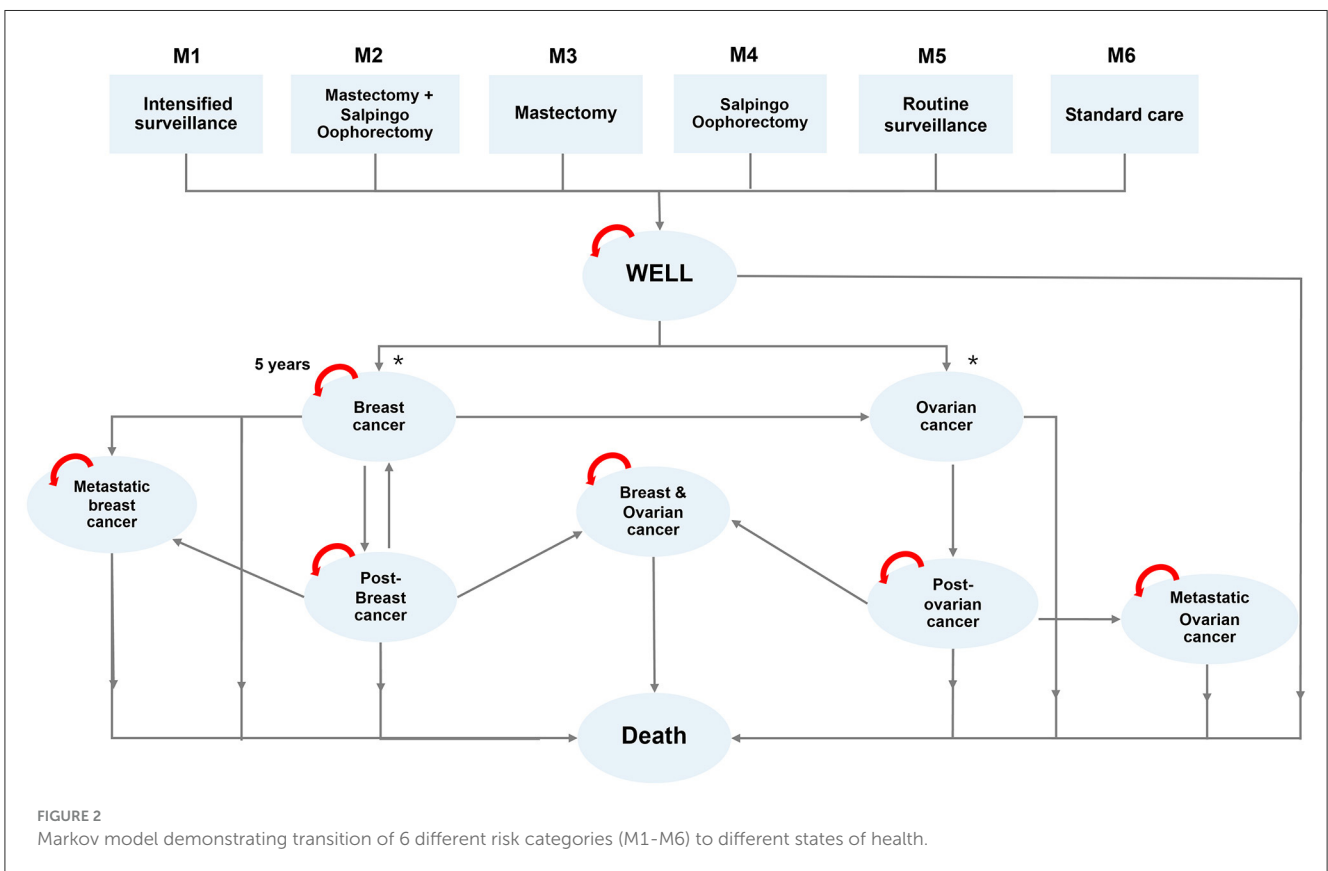 M1
M2
M3
M4
M5
M6
Intensified
surveillance
Mastectomy +
Salpingo
Oophorectomy
Mastectomy
Salpingo
Oophorectomy
Routine
surveillance
Standard care
WELL
5 years
*
*
Breast
cancer
Ovarian
cancer
Metastatic
breast
cancer
Breast &
Ovarian
cancer
Post-
Breast
cancer
Post-
ovarian
cancer
Metastatic
Ovarian
cancer
Death
FIGURE 2
Markov model demonstrating transition of 6 different risk categories (M1-M6) to different states of health.